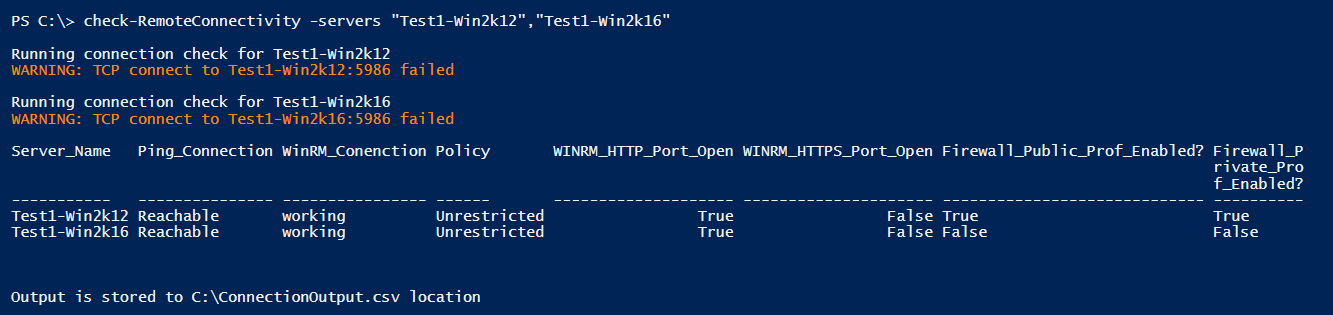 PS C:\> check-RemoteConnectivity -servers "Test1-Win2k12","Test1-Win2k16"
Running connection check for Test1-Win2k12
WARNING: TCP connect to Test1-Win2k12:5986 failed
Running connection check for Test1-Win2k16
WARNING: TCP connect to Test1-Win2k16:5986 failed
Server_Name   Ping_Connection WinRM_Conenction Policy       WINRM_HTTP_Port_Open WINRM_HTTPS_Port_Open Firewall_Public_Prof_Enabled? Firewall_P
rivate_Pro
f_Enabled?
-----------   --------------- ---------------- ------       -------------------- --------------------- ----------------------------- ----------
Test1-Win2k12 Reachable       working          Unrestricted                 True                 False True                          True
Test1-Win2k16 Reachable       working          Unrestricted                 True                 False False                         False
Output is stored to C:\ConnectionOutput.csv location